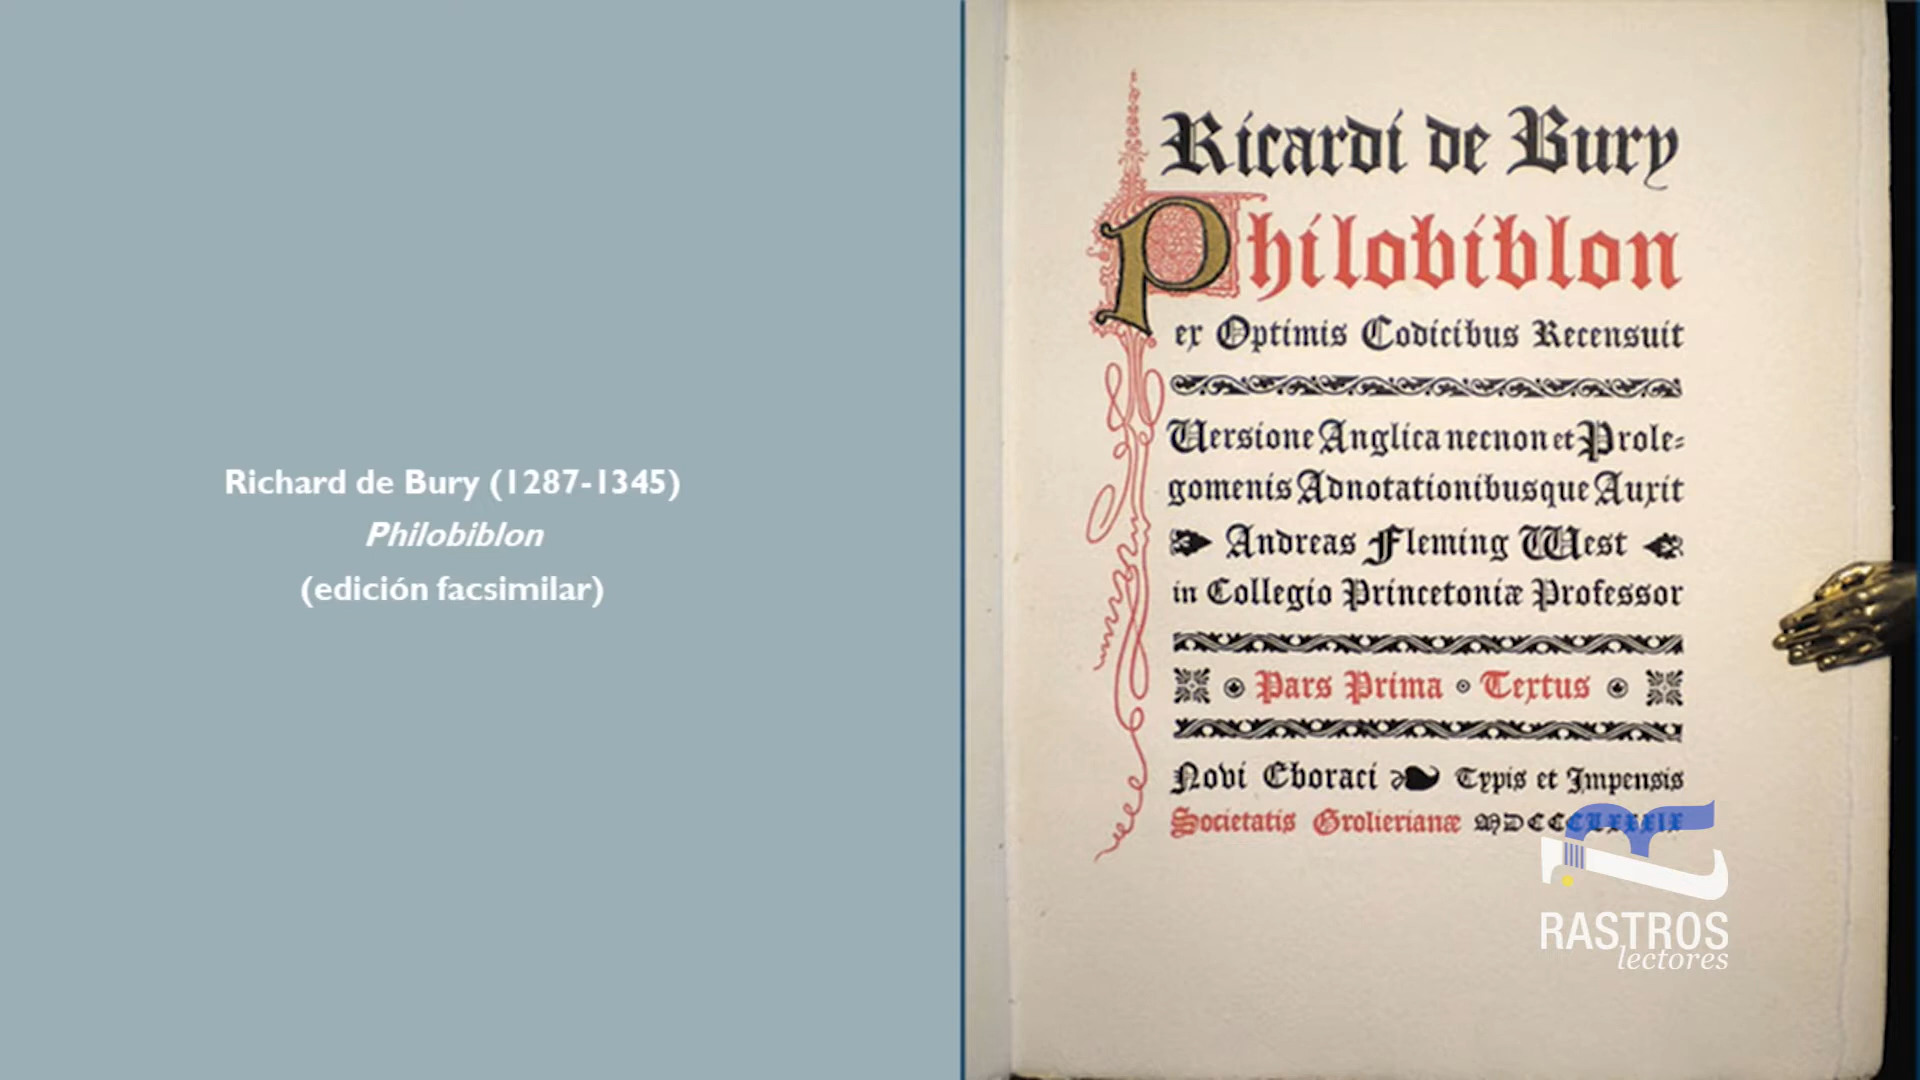 Richard de Bury (1287-1345)
Philobiblon
(edición facsimilar)
Ricardi de Bury
Philobiblon
ex Optimis Codicibus Recensuit
Versione Anglica necnon et Prole=
gomenis Adnotationibusque Auxit
Andreas Fleming West
in Collegio Princetoniæ Professor
Pars Prima Textus
Novi Eboraci Typis et Impensis
Societatis Grolierianæ MDCCCLXXXIX
RASTROS
lectores